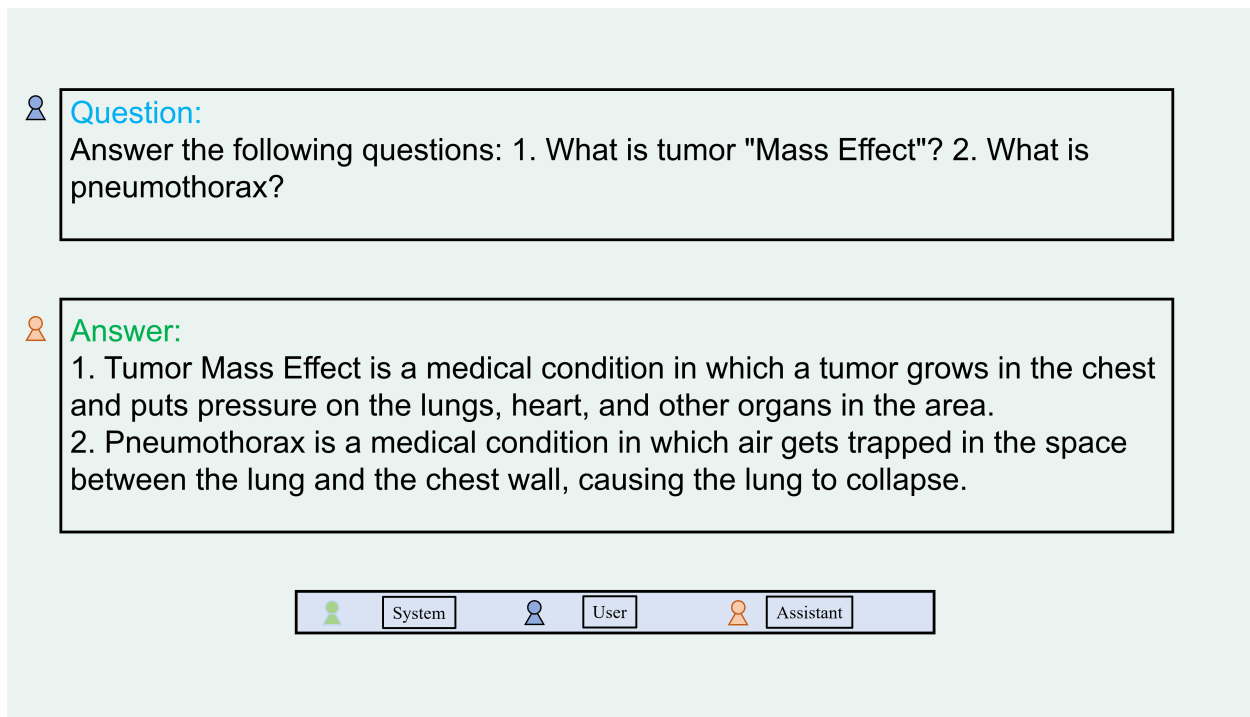 Question:
Answer the following questions: 1. What is tumor "Mass Effect"? 2. What is
pneumothorax?
Answer:
1. Tumor Mass Effect is a medical condition in which a tumor grows in the chest
and puts pressure on the lungs, heart, and other organs in the area.
2. Pneumothorax is a medical condition in which air gets trapped in the space
between the lung and the chest wall, causing the lung to collapse.
System User Assistant